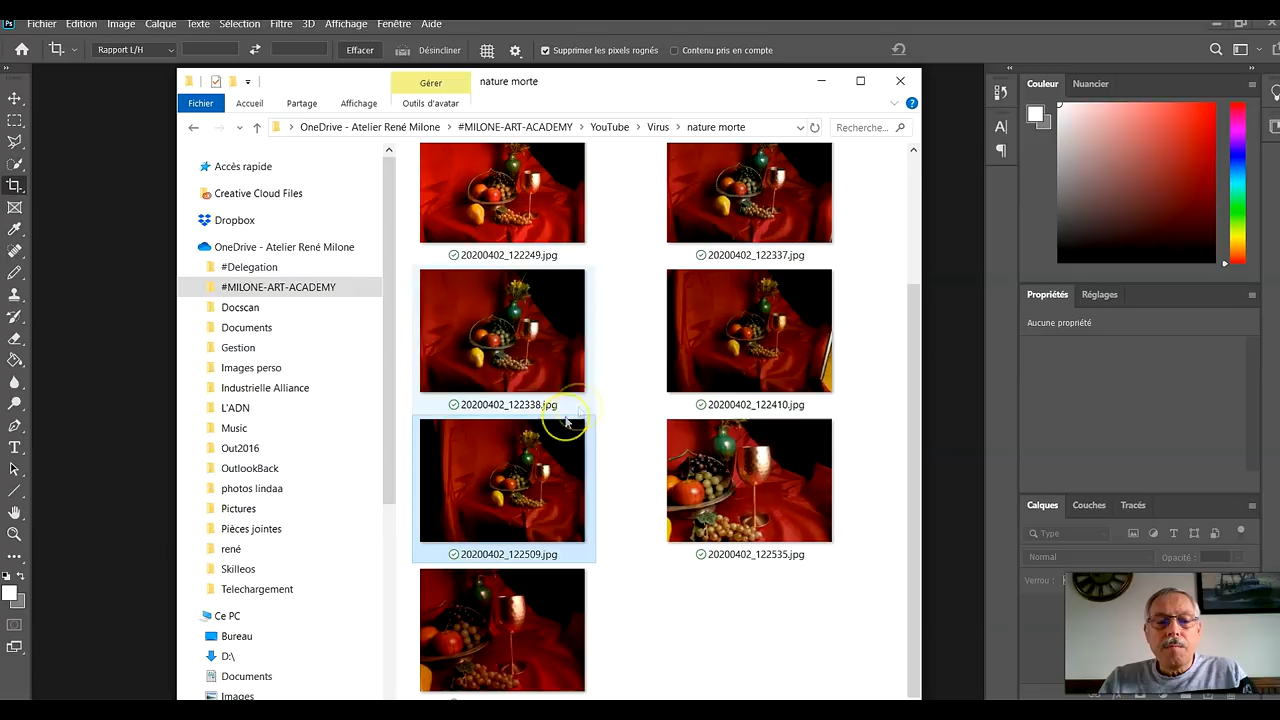 Ps Fichier Edition Image Calque Texte Sélection Filtre 3D Affichage Fenêtre Aide
Rapport L/H Effacer Désincliner Supprimer les pixels rognés Contenu pris en compte
Gérer nature morte
Fichier Accueil Partage Affichage Outils d'avatar
OneDrive - Atelier René Milone > #MILONE-ART-ACADEMY > YouTube > Virus > nature morte Recherche...
Accès rapide
Creative Cloud Files
Dropbox
OneDrive - Atelier René Milone
#Delegation
#MILONE-ART-ACADEMY
Docscan
Documents
Gestion
Images perso
Industrielle Alliance
L'ADN
Music
Out2016
OutlookBack
photos lindaa
Pictures
Pièces jointes
rené
Skilleos
Telechargement
Ce PC
Bureau
D:\
Documents
Images
20200402_122249.jpg 20200402_122337.jpg
20200402_122338.jpg 20200402_122410.jpg
20200402_122509.jpg 20200402_122535.jpg
Couleur Nuancier
Propriétés Réglages
Aucune propriété
Calques Couches Tracés
Type
Normal Opacité :
Verrou :